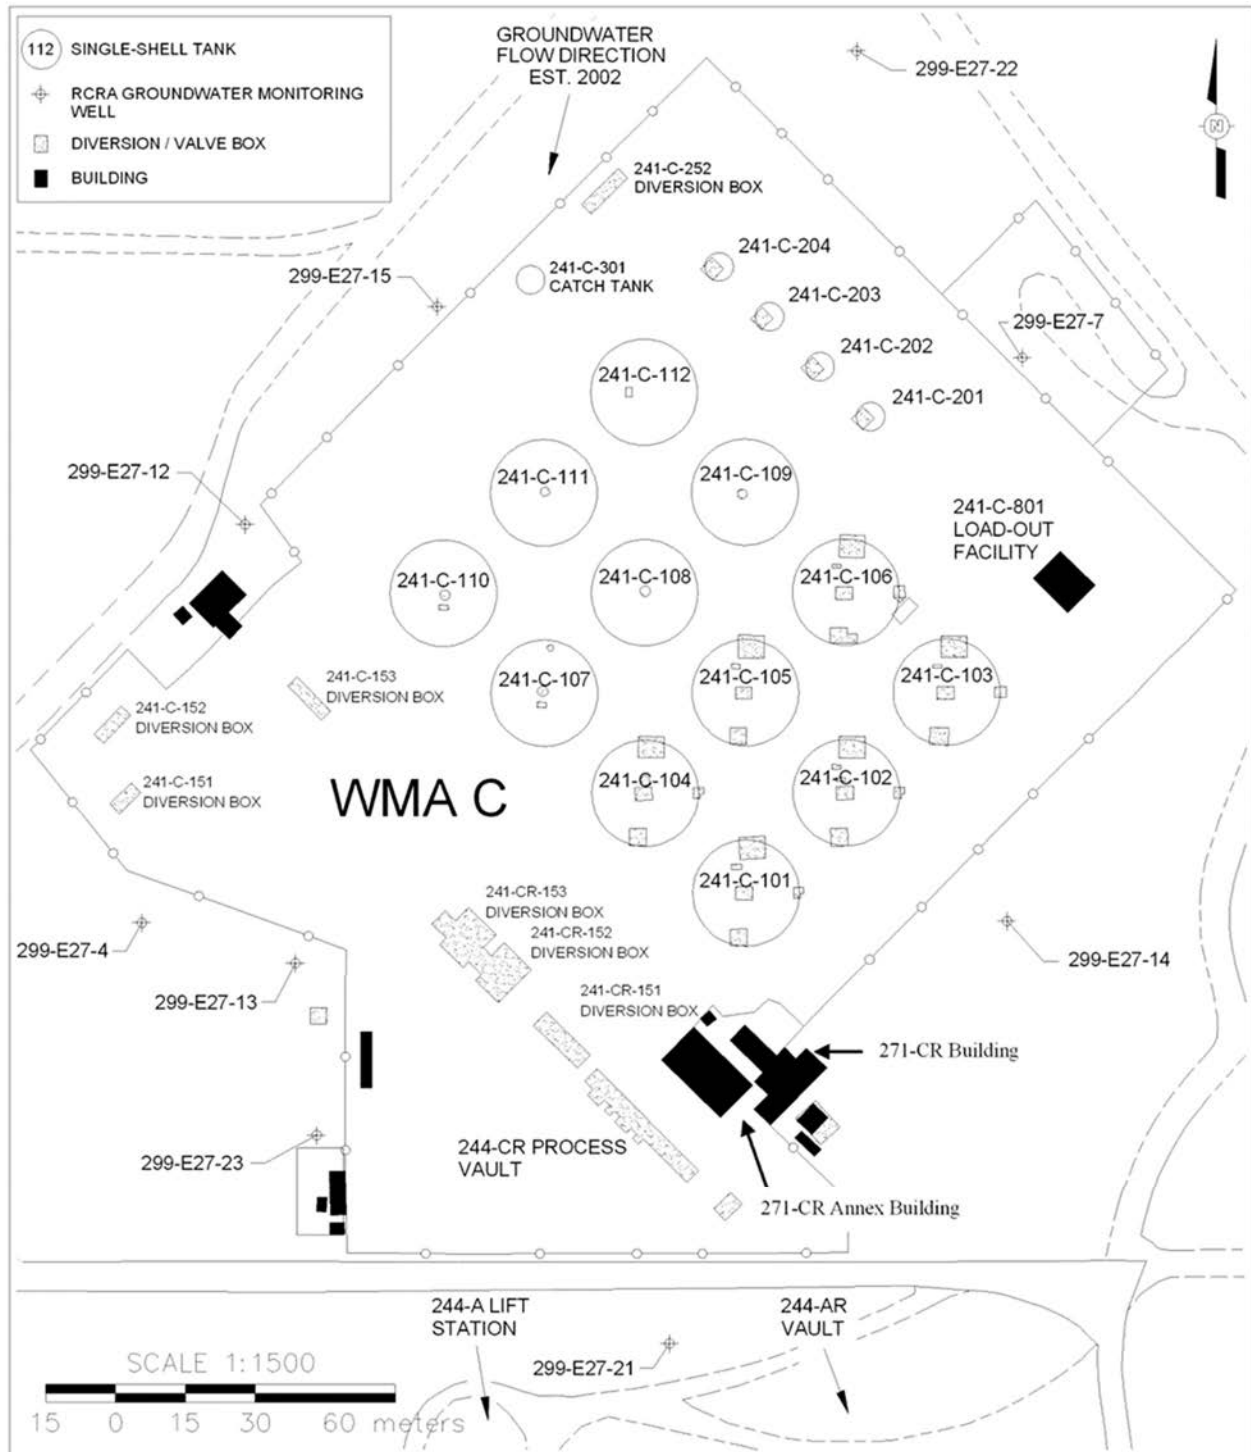 112 SINGLE-SHELL TANK
RCRA GROUNDWATER MONITORING
WELL
DIVERSION / VALVE BOX
BUILDING
GROUNDWATER
FLOW DIRECTION
EST. 2002
299-E27-22
N
241-C-252
DIVERSION BOX
241-C-204
299-E27-15
241-C-301
CATCH TANK
241-C-203
299-E27-7
241-C-202
241-C-112
241-C-201
299-E27-12
241-C-111
241-C-109
241-C-801
LOAD-OUT
FACILITY
241-C-110
241-C-108
241-C-106
241-C-153
DIVERSION BOX
241-C-107
241-C-105
241-C-103
241-C-152
DIVERSION BOX
241-C-151
DIVERSION BOX
WMA C
241-C-104
241-C-102
241-C-101
241-CR-153
DIVERSION BOX
241-CR-152
DIVERSION BOX
299-E27-4
299-E27-14
299-E27-13
241-CR-151
DIVERSION BOX
271-CR Building
299-E27-23
244-CR PROCESS
VAULT
271-CR Annex Building
244-A LIFT
STATION
244-AR
VAULT
299-E27-21
SCALE 1:1500
15 0 15 30 60 meters